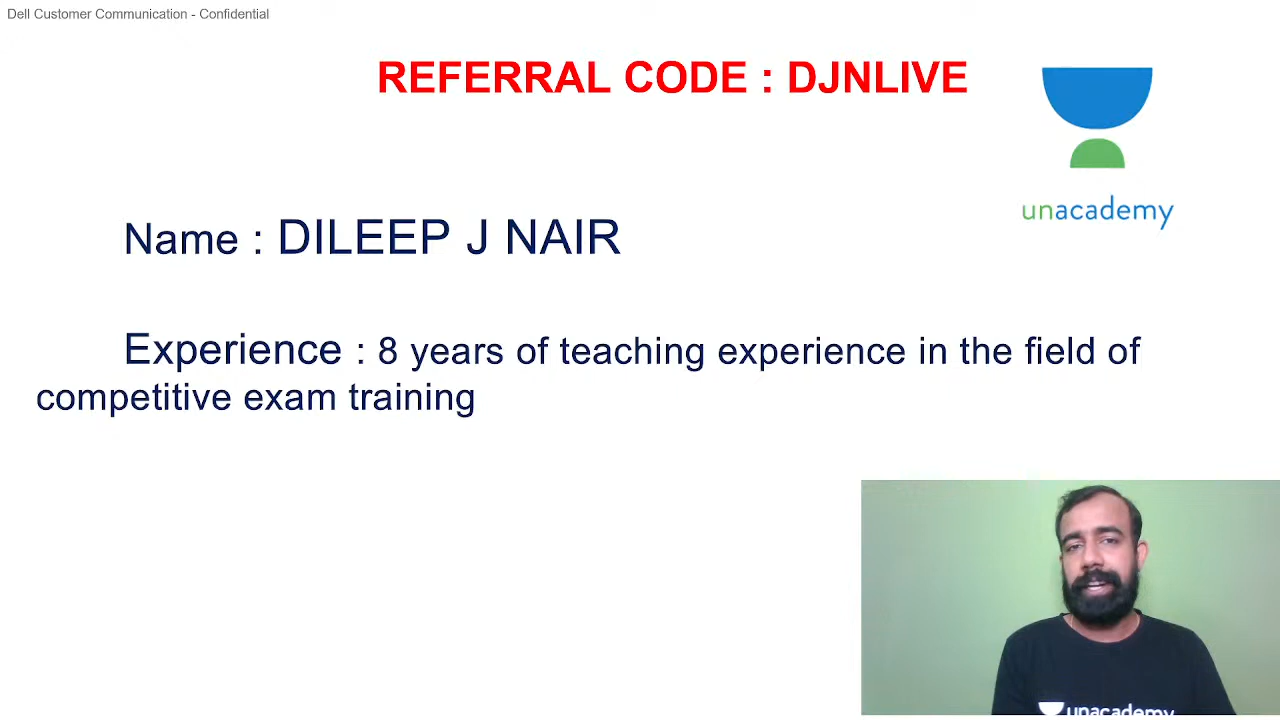 Dell Customer Communication - Confidential
REFERRAL CODE : DJNLIVE
unacademy
Name : DILEEP J NAIR
Experience : 8 years of teaching experience in the field of
competitive exam training
unacademy